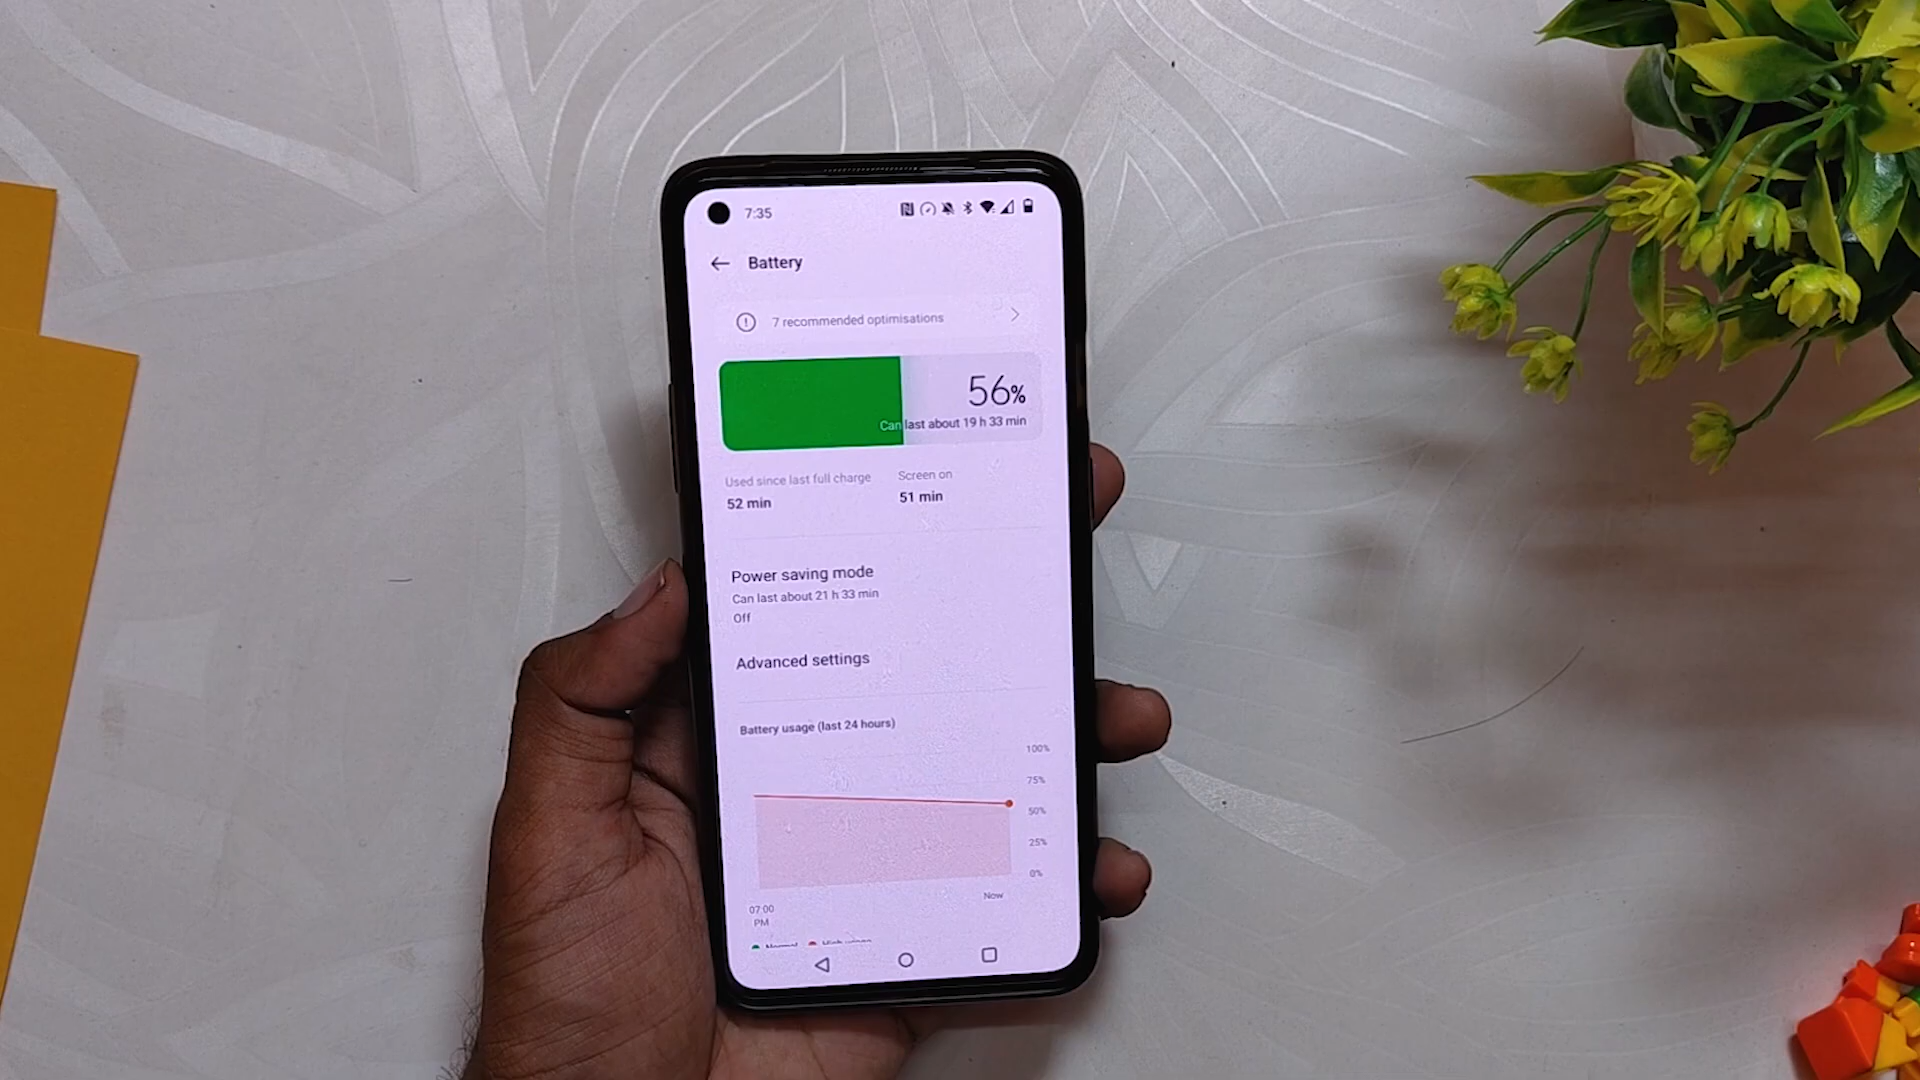 7:35
Battery
7 recommended optimisations
56%
Can last about 19 h 33 min
Used since last full charge
52 min
Screen on
51 min
Power saving mode
Can last about 21 h 33 min
Off
Advanced settings
Battery usage (last 24 hours)
100%
75%
50%
25%
0%
Now
07:00
PM
Normal